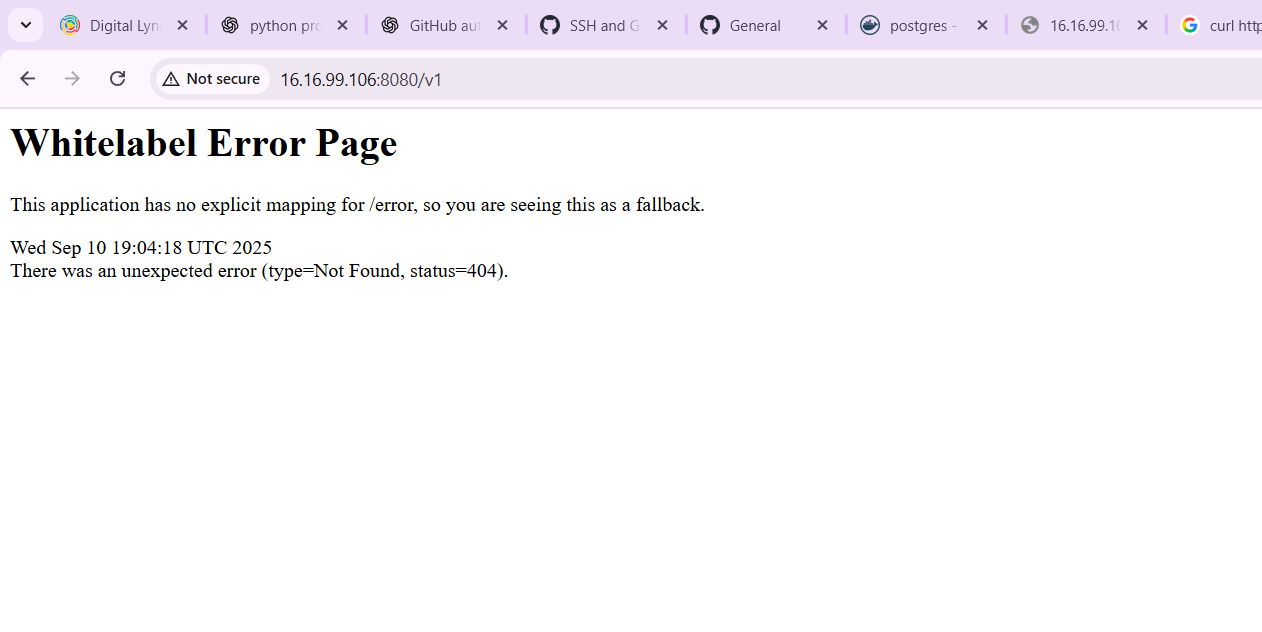 Digital Lyn
python pro
GitHub aut
SSH and G
General
postgres -
16.16.99.10
curl http
Not secure
16.16.99.106:8080/v1
Whitelabel Error Page
This application has no explicit mapping for /error, so you are seeing this as a fallback.
Wed Sep 10 19:04:18 UTC 2025
There was an unexpected error (type=Not Found, status=404).